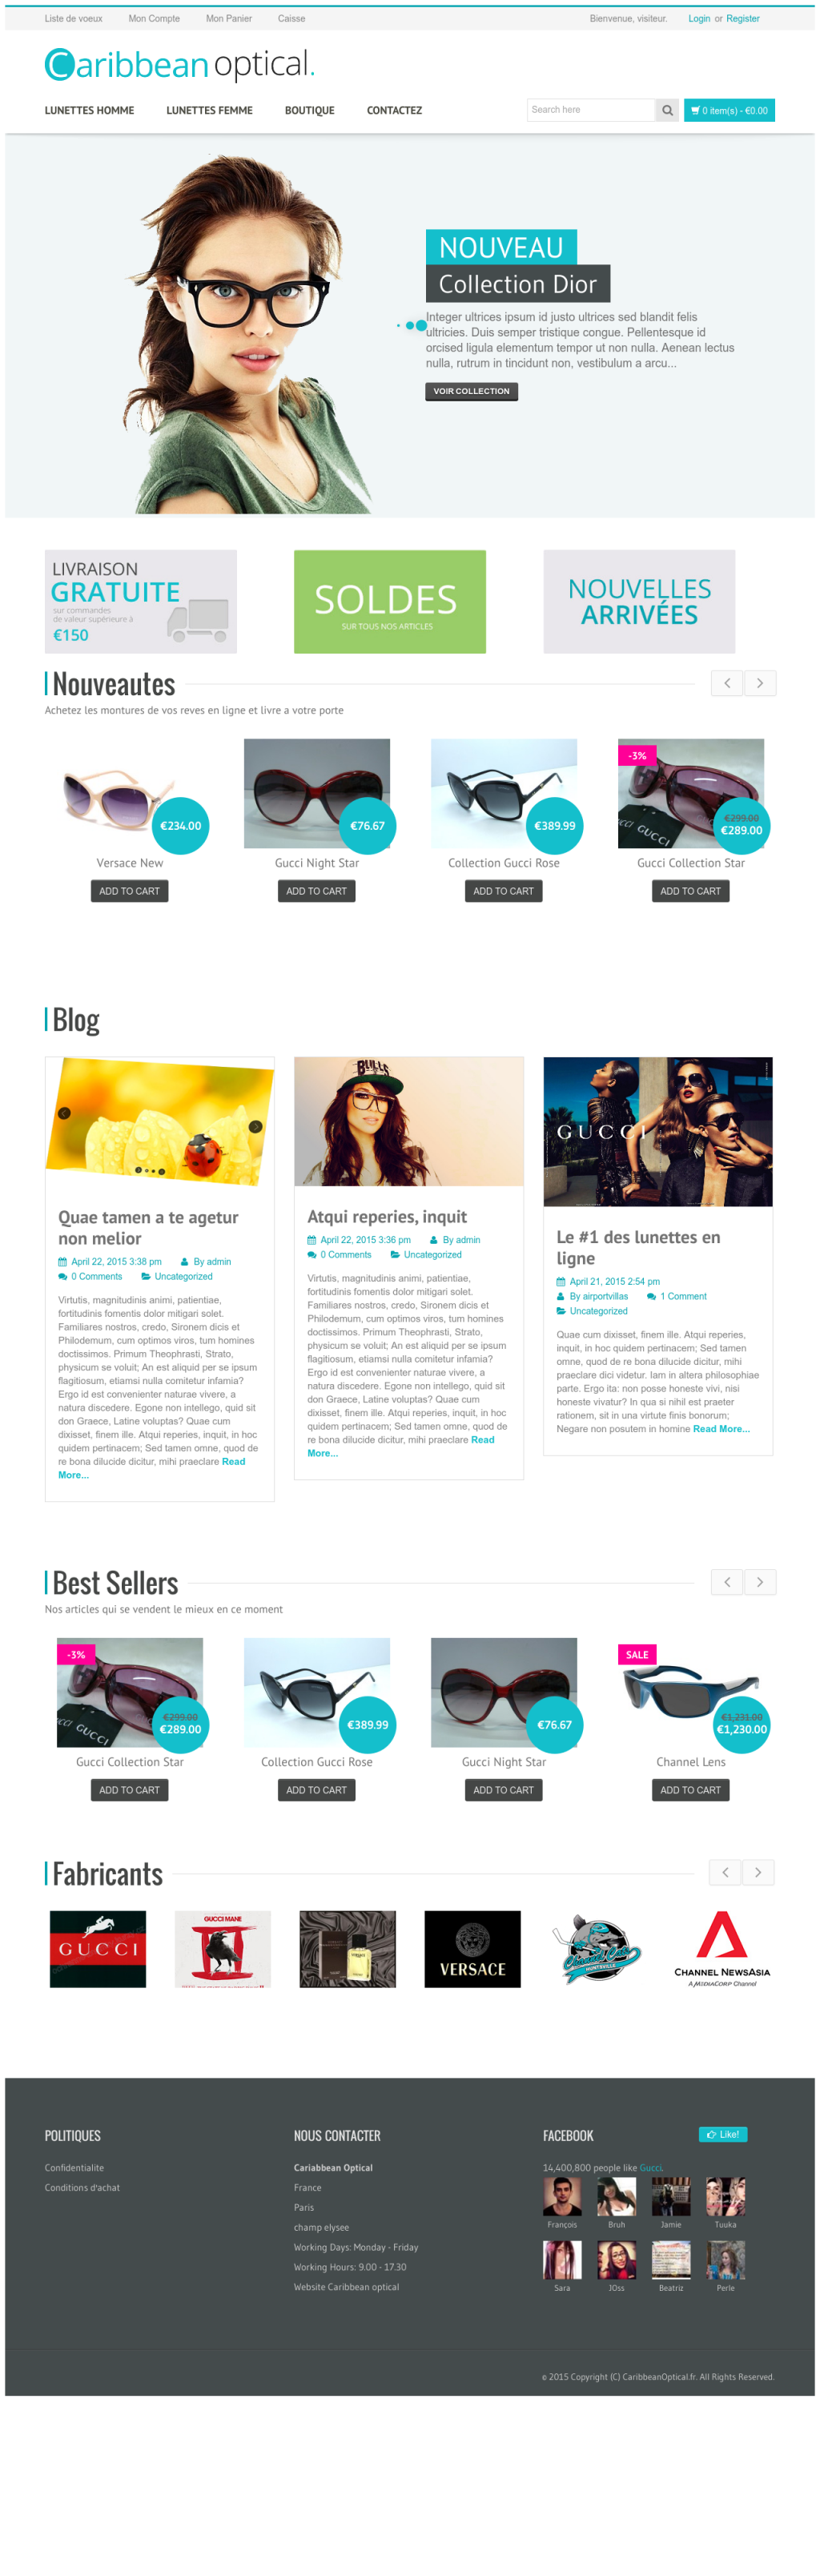 Liste de voeux Mon Compte Mon Panier Caisse Bienvenue, visiteur. Login or Register
Caribbean optical.
LUNETTES HOMME LUNETTES FEMME BOUTIQUE CONTACTEZ Search here 0 item(s) - €0.00
NOUVEAU
Collection Dior
Integer ultrices ipsum id justo ultrices sed blandit felis
ultricies. Duis semper tristique congue. Pellentesque id
orcised ligula elementum tempor ut non nulla. Aenean lectus
nulla, rutrum in tincidunt non, vestibulum a arcu...
VOIR COLLECTION
LIVRAISON
GRATUITE
sur commandes
de valeur supérieure à
€150
SOLDES
SUR TOUS NOS ARTICLES
NOUVELLES
ARRIVÉES
Nouveautes
Achetez les montures de vos reves en ligne et livre a votre porte
-3%
GUCCI
€299.00
€234.00 €76.67 €389.99 €289.00
Versace New Gucci Night Star Collection Gucci Rose Gucci Collection Star
ADD TO CART ADD TO CART ADD TO CART ADD TO CART
Blog
Quae tamen a te agetur
non melior
April 22, 2015 3:38 pm By admin
0 Comments Uncategorized
Virtutis, magnitudinis animi, patientiae,
fortitudinis fomentis dolor mitigari solet.
Familiares nostros, credo, Sironem dicis et
Philodemum, cum optimos viros, tum homines
doctissimos. Primum Theophrasti, Strato,
physicum se voluit; An est aliquid per se ipsum
flagitiosum, etiamsi nulla comitetur infamia?
Ergo id est convenienter naturae vivere, a
natura discedere. Egone non intellego, quid sit
don Graece, Latine voluptas? Quae cum
dixisset, finem ille. Atqui reperies, inquit, in hoc
quidem pertinacem; Sed tamen omne, quod de
re bona dilucide dicitur, mihi praeclare Read
More...
BULLS
Atqui reperies, inquit
April 22, 2015 3:36 pm By admin
0 Comments Uncategorized
Virtutis, magnitudinis animi, patientiae,
fortitudinis fomentis dolor mitigari solet.
Familiares nostros, credo, Sironem dicis et
Philodemum, cum optimos viros, tum homines
doctissimos. Primum Theophrasti, Strato,
physicum se voluit; An est aliquid per se ipsum
flagitiosum, etiamsi nulla comitetur infamia?
Ergo id est convenienter naturae vivere, a
natura discedere. Egone non intellego, quid sit
don Graece, Latine voluptas? Quae cum
dixisset, finem ille. Atqui reperies, inquit, in hoc
quidem pertinacem; Sed tamen omne, quod de
re bona dilucide dicitur, mihi praeclare Read
More...
GUCCI
Le #1 des lunettes en
ligne
April 21, 2015 2:54 pm
By airportvillas 1 Comment
Uncategorized
Quae cum dixisset, finem ille. Atqui reperies,
inquit, in hoc quidem pertinacem; Sed tamen
omne, quod de re bona dilucide dicitur, mihi
praeclare dici videtur. Iam in altera philosophiae
parte. Ergo ita: non posse honeste vivi, nisi
honeste vivatur? In qua si nihil est praeter
rationem, sit in una virtute finis bonorum;
Negare non posutem in homine Read More...
Best Sellers
Nos articles qui se vendent le mieux en ce moment
-3% SALE
GUCCI
€299.00 €1,231.00
€289.00 €389.99 €76.67 €1,230.00
Gucci Collection Star Collection Gucci Rose Gucci Night Star Channel Lens
ADD TO CART ADD TO CART ADD TO CART ADD TO CART
Fabricants
GUCCI
GUCCI MANE
VERSACE
Channel Cats
HUNTSVILLE
CHANNEL NEWSASIA
A MEDIACORP Channel
POLITIQUES
Confidentialite
Conditions d'achat
NOUS CONTACTER
Cariabbean Optical
France
Paris
champ elysee
Working Days: Monday - Friday
Working Hours: 9.00 - 17.30
Website Caribbean optical
FACEBOOK Like!
14,400,800 people like Gucci.
François Bruh Jamie Tuuka
Sara JOss Beatriz Perle
© 2015 Copyright (C) CaribbeanOptical.fr. All Rights Reserved.